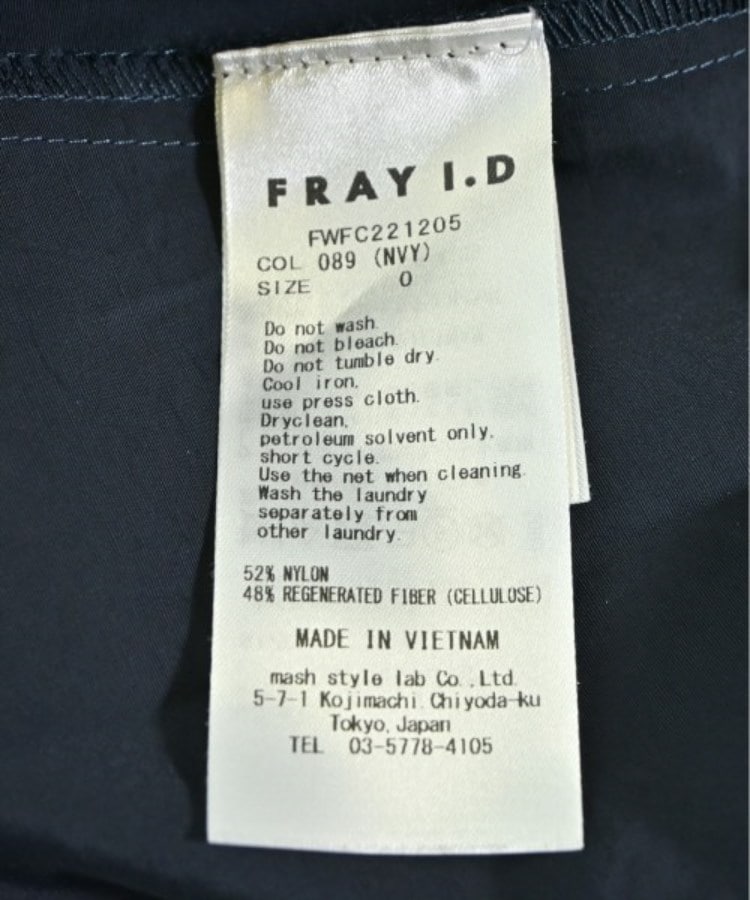 FRAY I.D
FWFC221205
COL 089 (NVY)
SIZE 0
Do not wash.
Do not bleach.
Do not tumble dry.
Cool iron,
use press cloth.
Dryclean,
petroleum solvent only,
short cycle.
Use the net when cleaning.
Wash the laundry
separately from
other laundry.
52% NYLON
48% REGENERATED FIBER (CELLULOSE)
MADE IN VIETNAM
mash style lab Co.,Ltd.
5-7-1 Kojimachi Chiyoda-ku
Tokyo, Japan
TEL 03-5778-4105